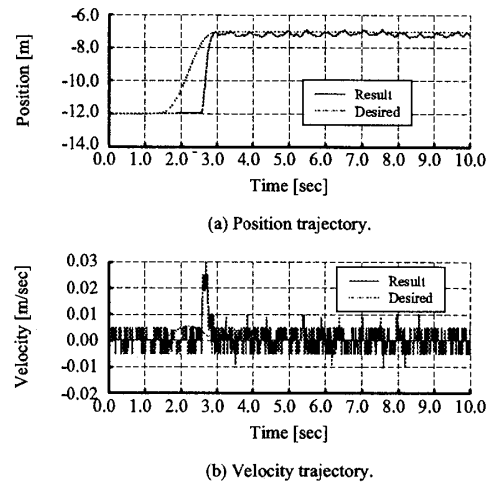 -6.0
-8.0
-10.0
-12.0
-14.0
Position [m]
Result
Desired
0.0 1.0 2.0 3.0 4.0 5.0 6.0 7.0 8.0 9.0 10.0
Time [sec]
(a) Position trajectory.
0.03
0.02
0.01
0.00
-0.01
-0.02
Velocity [m/sec]
Result
Desired
0.0 1.0 2.0 3.0 4.0 5.0 6.0 7.0 8.0 9.0 10.0
Time [sec]
(b) Velocity trajectory.